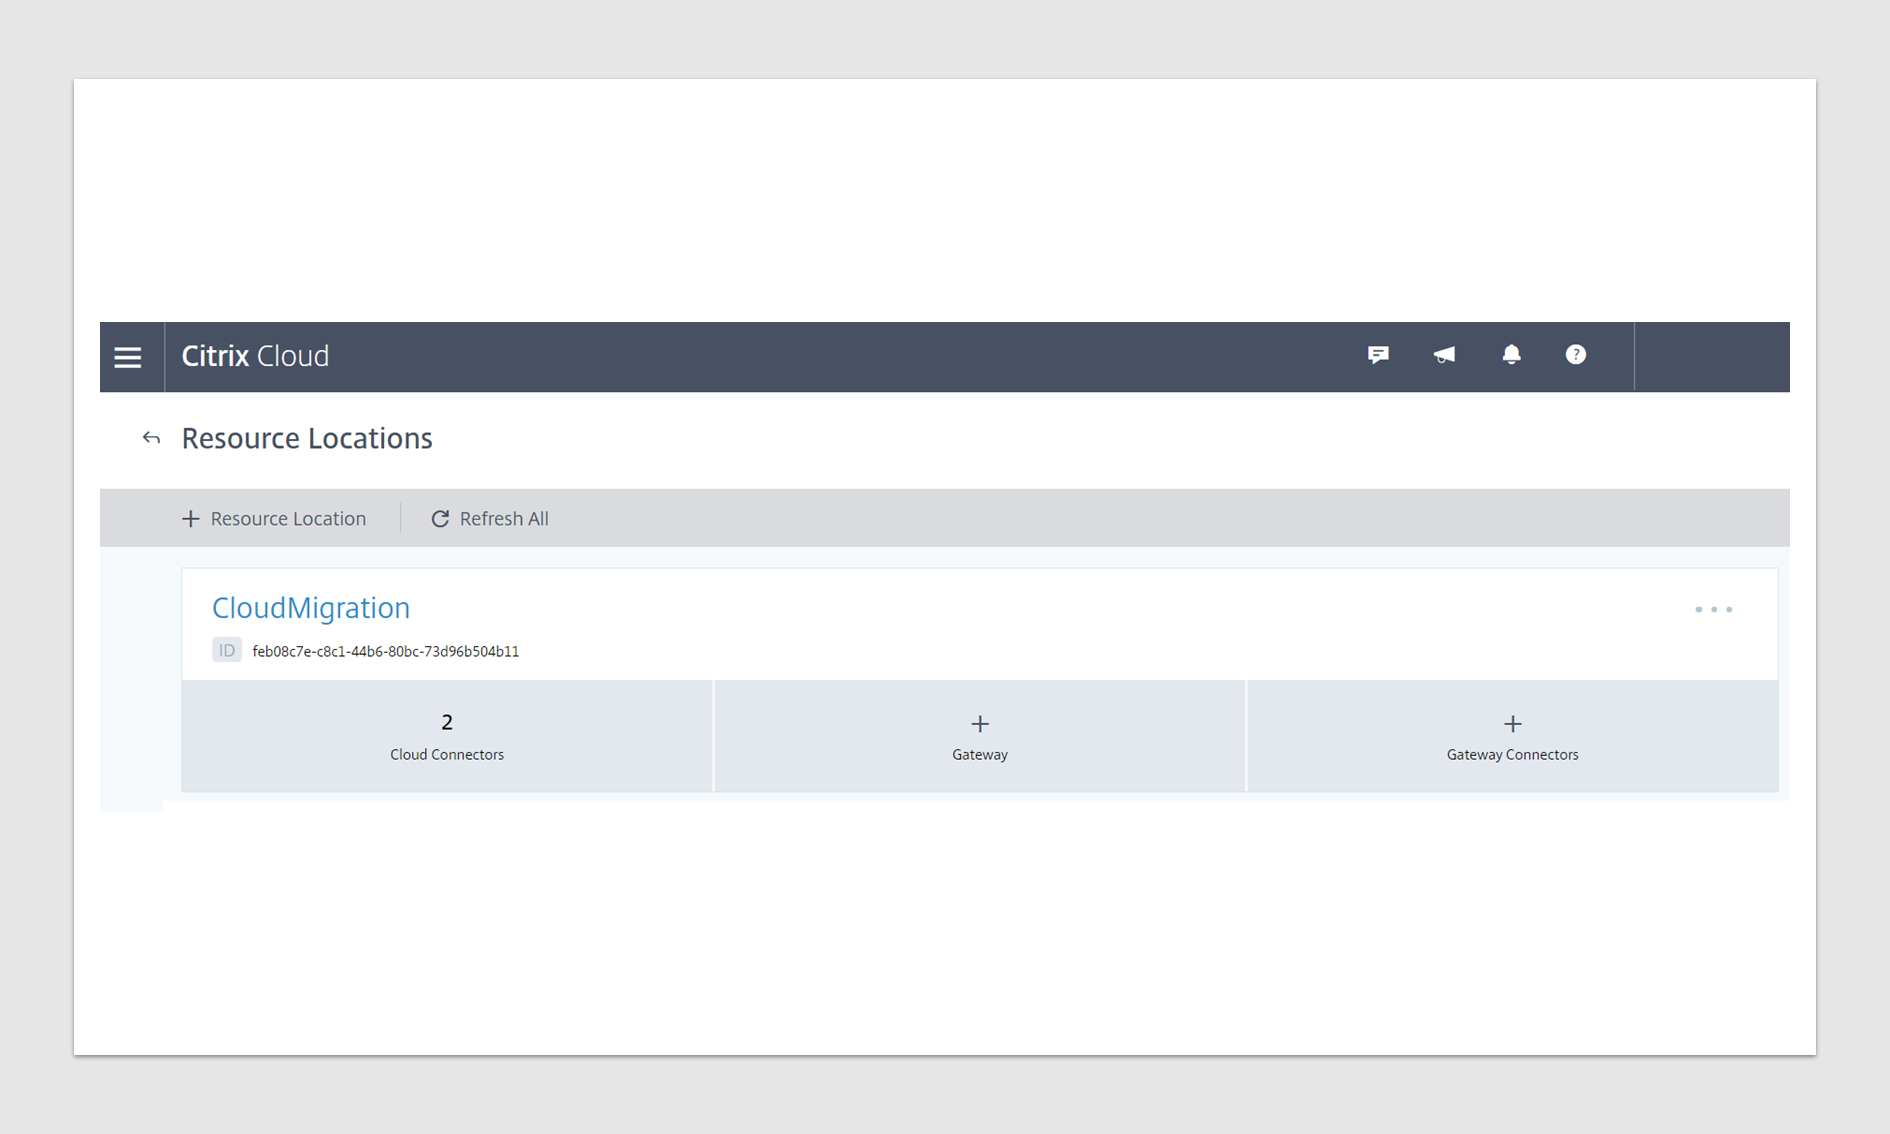 Citrix Cloud
?
Resource Locations
+ Resource Location
Refresh All
CloudMigration
ID feb08c7e-c8c1-44b6-80bc-73d96b504b11
2
Cloud Connectors
+
Gateway
+
Gateway Connectors